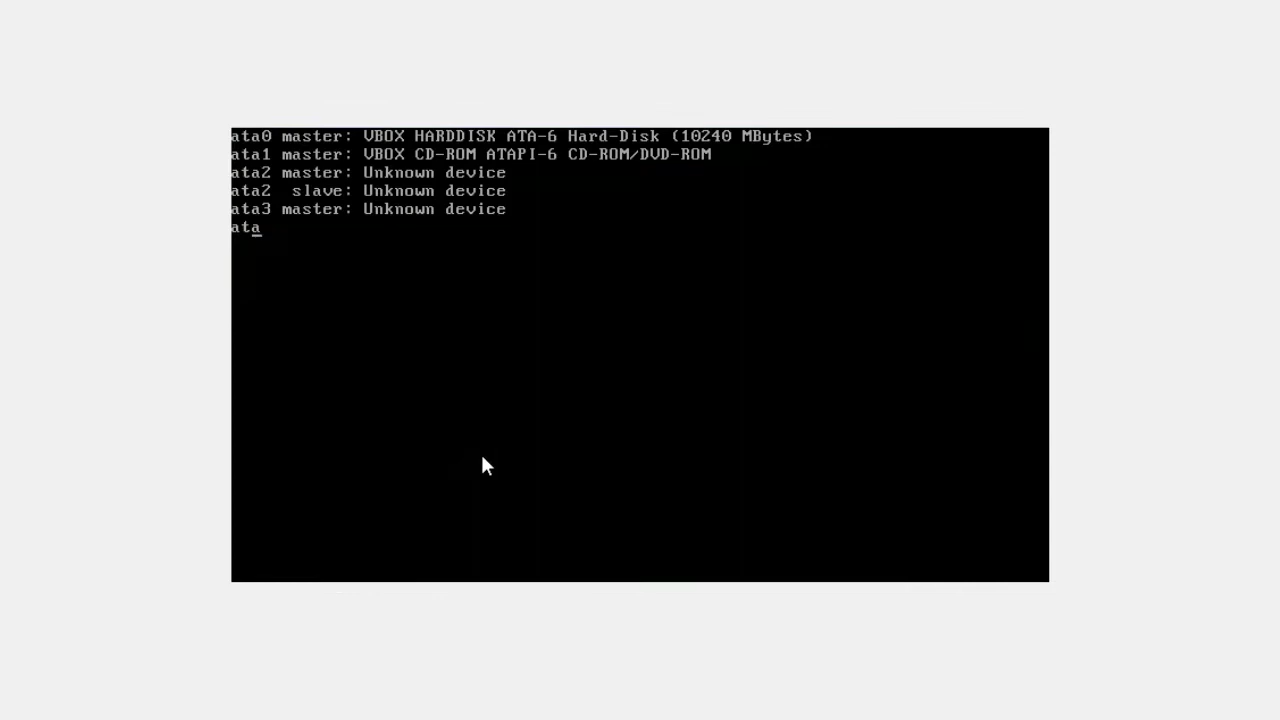 ata0 master: VBOX HARDDISK ATA-6 Hard-Disk (10240 MBytes)
ata1 master: VBOX CD-ROM ATAPI-6 CD-ROM/DVD-ROM
ata2 master: Unknown device
ata2  slave: Unknown device
ata3 master: Unknown device
ata